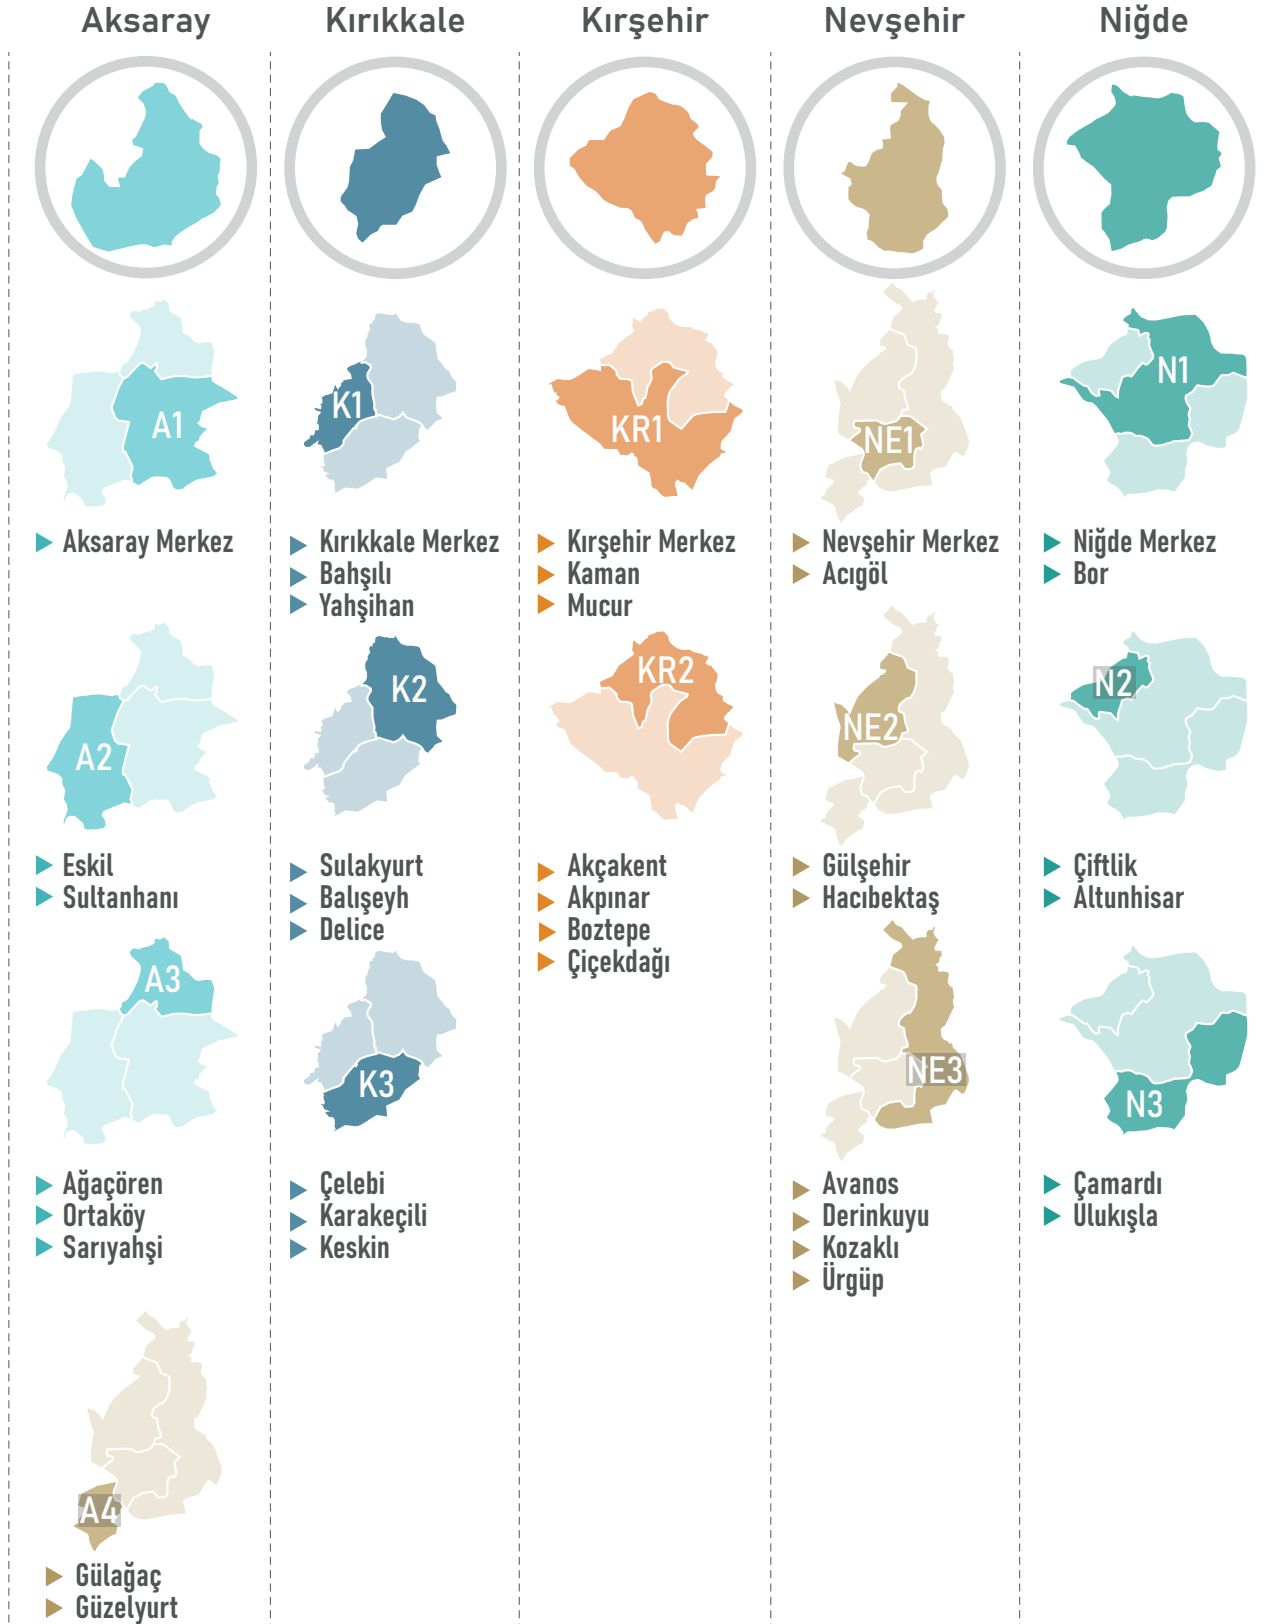 Aksaray
Kırıkkale
Kırşehir
Nevşehir
Niğde
A1
K1
KR1
NE1
N1
Aksaray Merkez
Kırıkkale Merkez
Bahşılı
Yahşihan
Kırşehir Merkez
Kaman
Mucur
Nevşehir Merkez
Acıgöl
Niğde Merkez
Bor
A2
K2
KR2
NE2
N2
Eskil
Sultanhanı
Sulakyurt
Balışeyh
Delice
Akçakent
Akpınar
Boztepe
Çiçekdağı
Gülşehir
Hacıbektaş
Çiftlik
Altunhisar
A3
K3
NE3
N3
Ağaçören
Ortaköy
Sarıyahşi
Çelebi
Karakeçili
Keskin
Avanos
Derinkuyu
Kozaklı
Ürgüp
Çamardı
Ulukışla
A4
Gülağaç
Güzelyurt